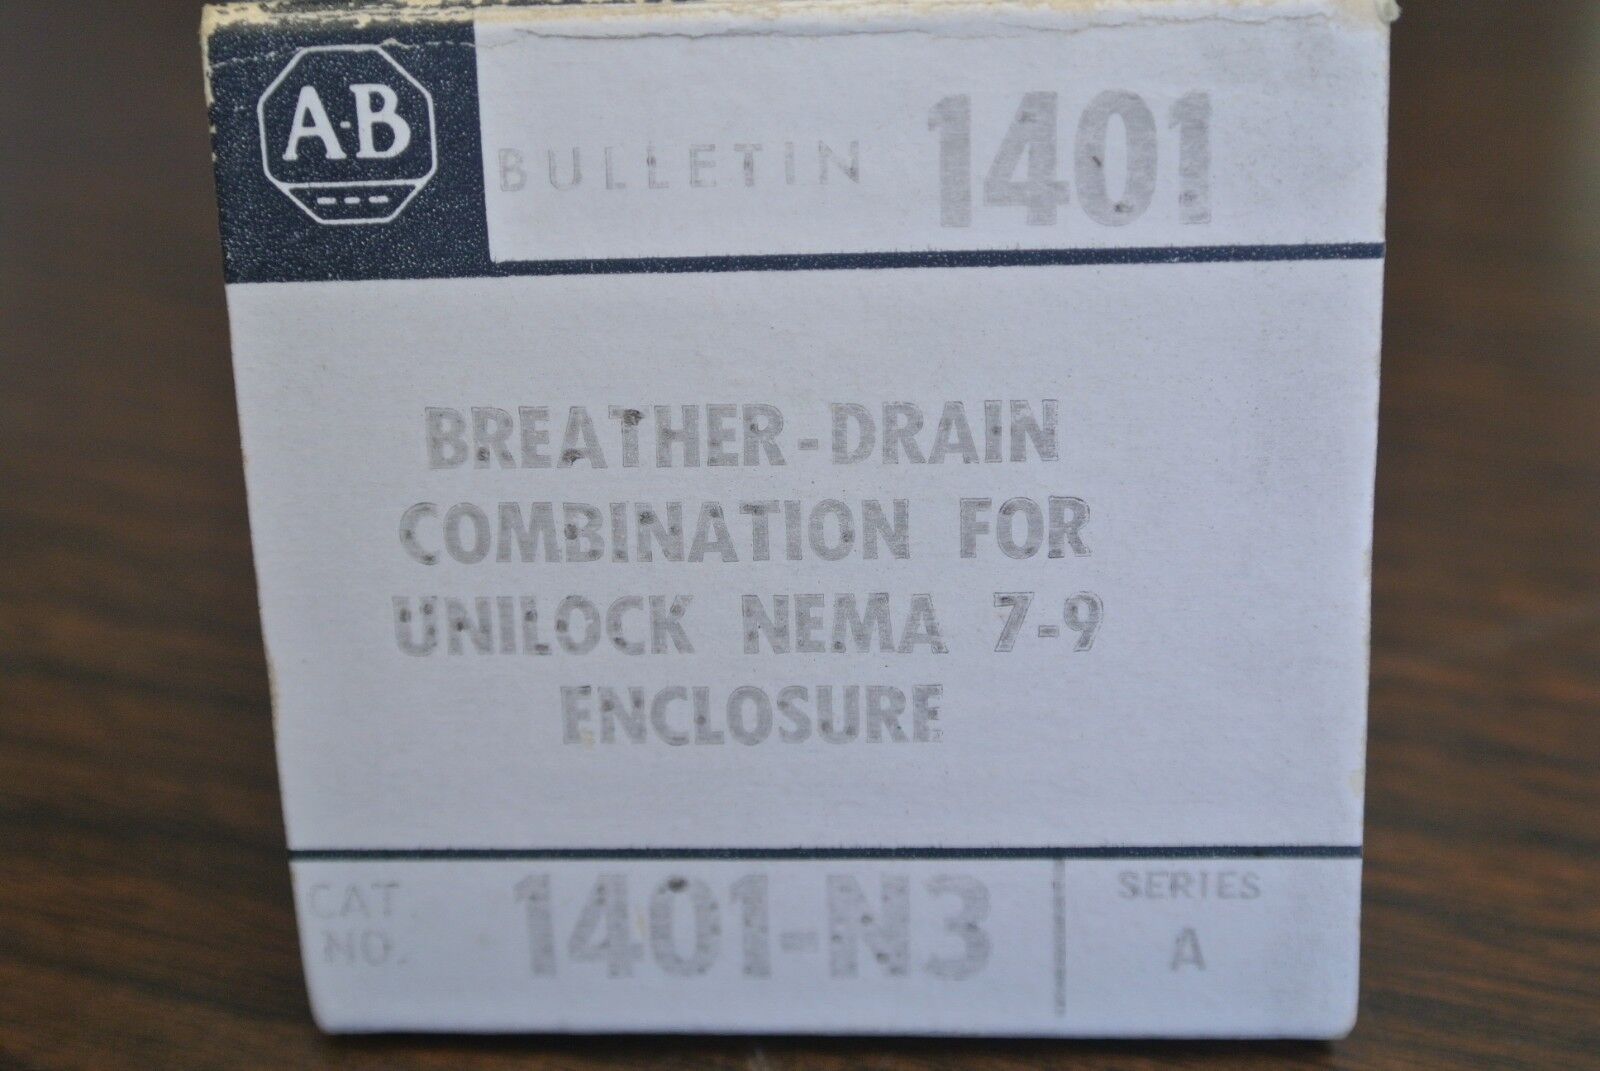 A-B
BULLETIN 1401
BREATHER-DRAIN
COMBINATION FOR
UNILOCK NEMA 7-9
ENCLOSURE
CAT. NO. 1401-N3 SERIES A